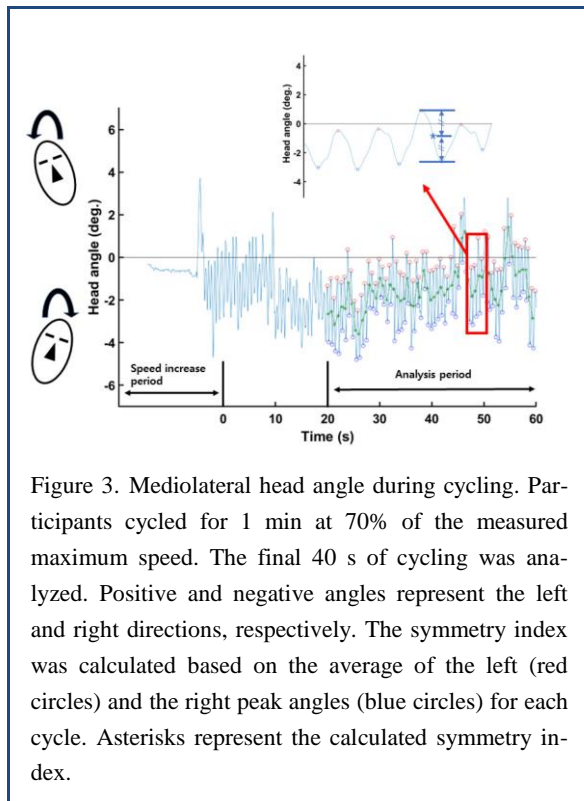 4
2
0
-2
-4
Head angle (deg.)
6
4
2
0
-2
-4
-6
Head angle (deg.)
Speed increase
period
Analysis period
0 10 20 30 40 50 60
Time (s)
Figure 3. Mediolateral head angle during cycling. Par-
ticipants cycled for 1 min at 70% of the measured
maximum speed. The final 40 s of cycling was ana-
lyzed. Positive and negative angles represent the left
and right directions, respectively. The symmetry index
was calculated based on the average of the left (red
circles) and the right peak angles (blue circles) for each
cycle. Asterisks represent the calculated symmetry in-
dex.